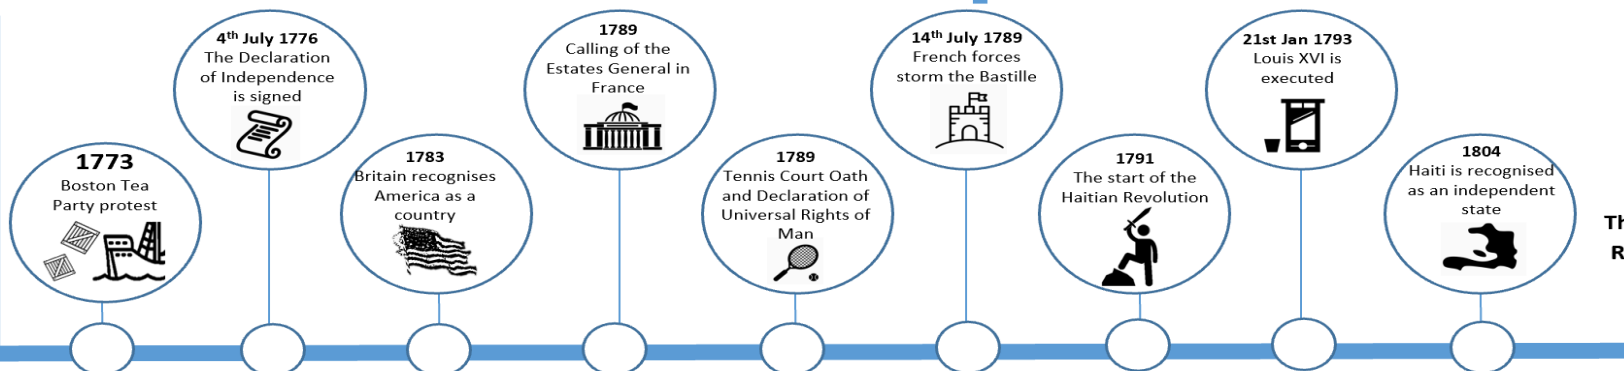 1773
Boston Tea
Party protest
4th July 1776
The Declaration
of Independence
is signed
1783
Britain recognises
America as a
country
1789
Calling of the
Estates General in
France
1789
Tennis Court Oath
and Declaration of
Universal Rights of
Man
14th July 1789
French forces
storm the Bastille
1791
The start of the
Haitian Revolution
21st Jan 1793
Louis XVI is
executed
1804
Haiti is recognised
as an independent
state